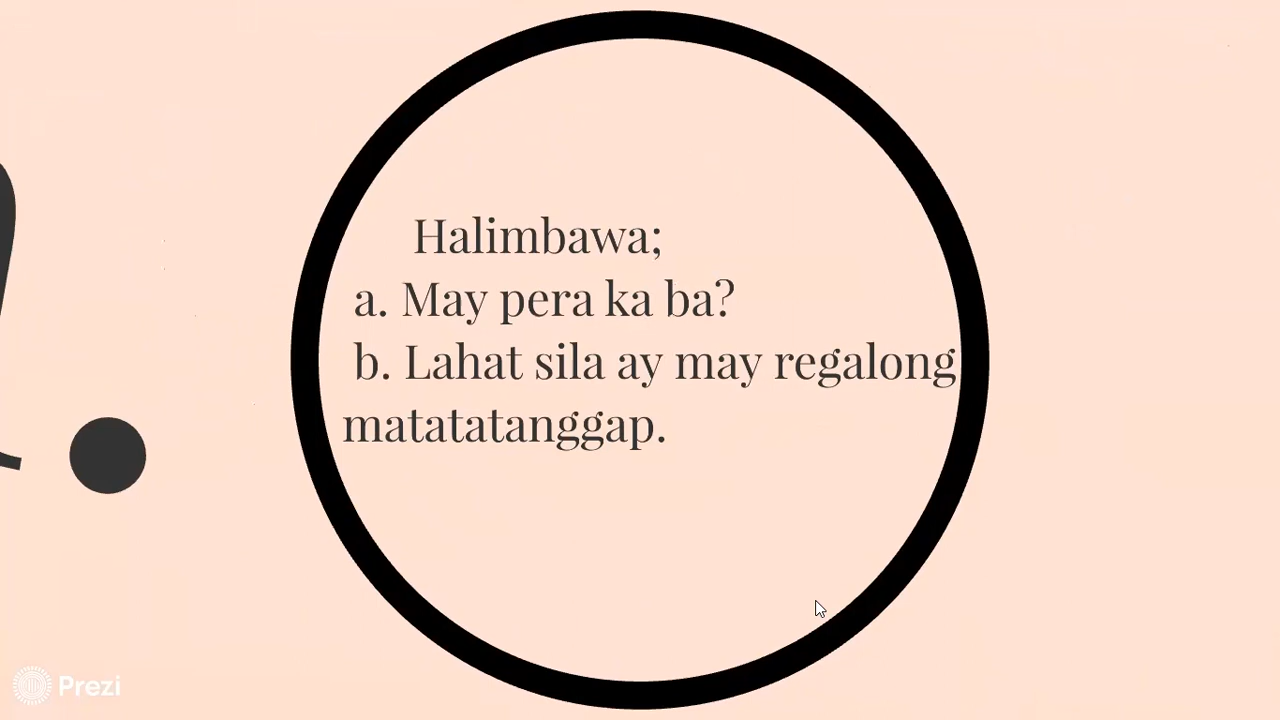 Halimbawa;
a. May pera ka ba?
b. Lahat sila ay may regalong
matatatanggap.
Prezi